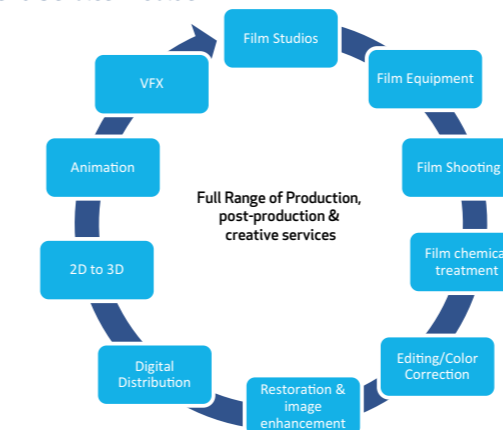 Film Studios
Film Equipment
Film Shooting
Film chemical
treatment
Editing/Color
Correction
Restoration &
image
enhancement
Digital
Distribution
2D to 3D
Animation
VFX
Full Range of Production,
post-production &
creative services